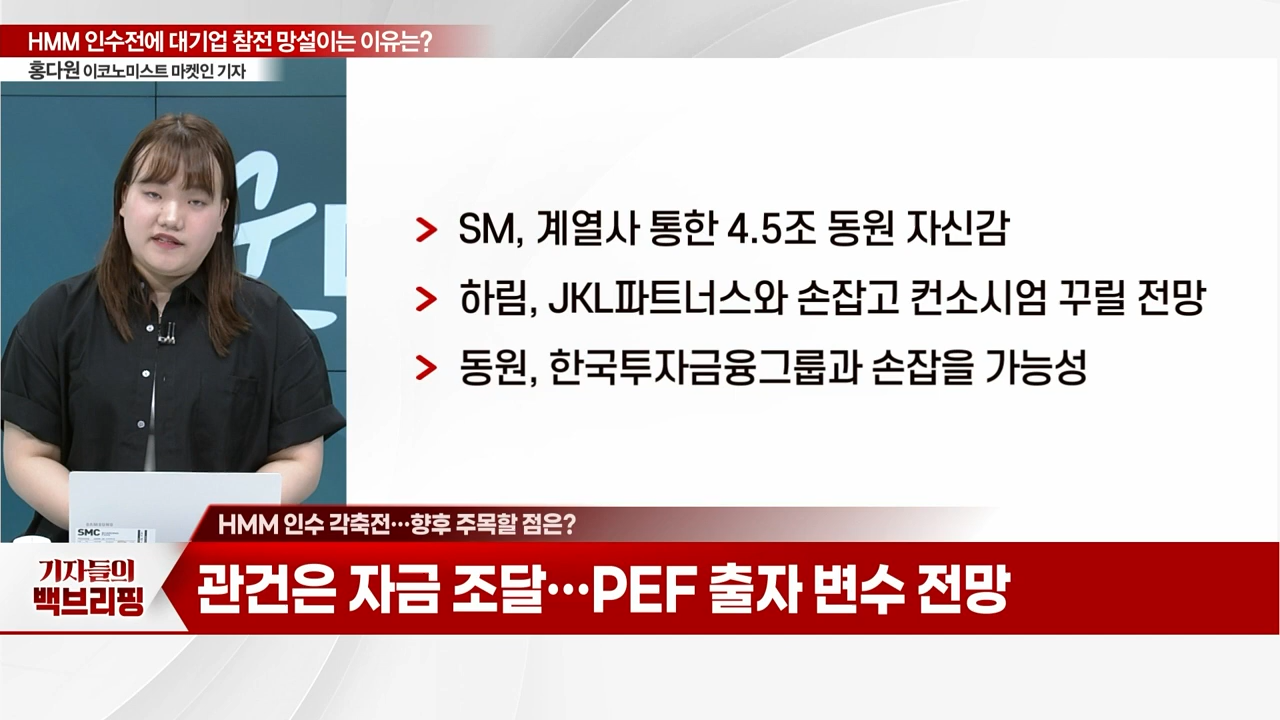 HMM 인수전에 대기업 참전 망설이는 이유는?
홍다원 이코노미스트 마켓인 기자
SM, 계열사 통한 4.5조 동원 자신감
하림, JKL파트너스와 손잡고 컨소시엄 꾸릴 전망
동원, 한국투자금융그룹과 손잡을 가능성
SMC
HMM 인수 각축전…향후 주목할 점은?
기자들의
백브리핑
관건은 자금 조달…PEF 출자 변수 전망